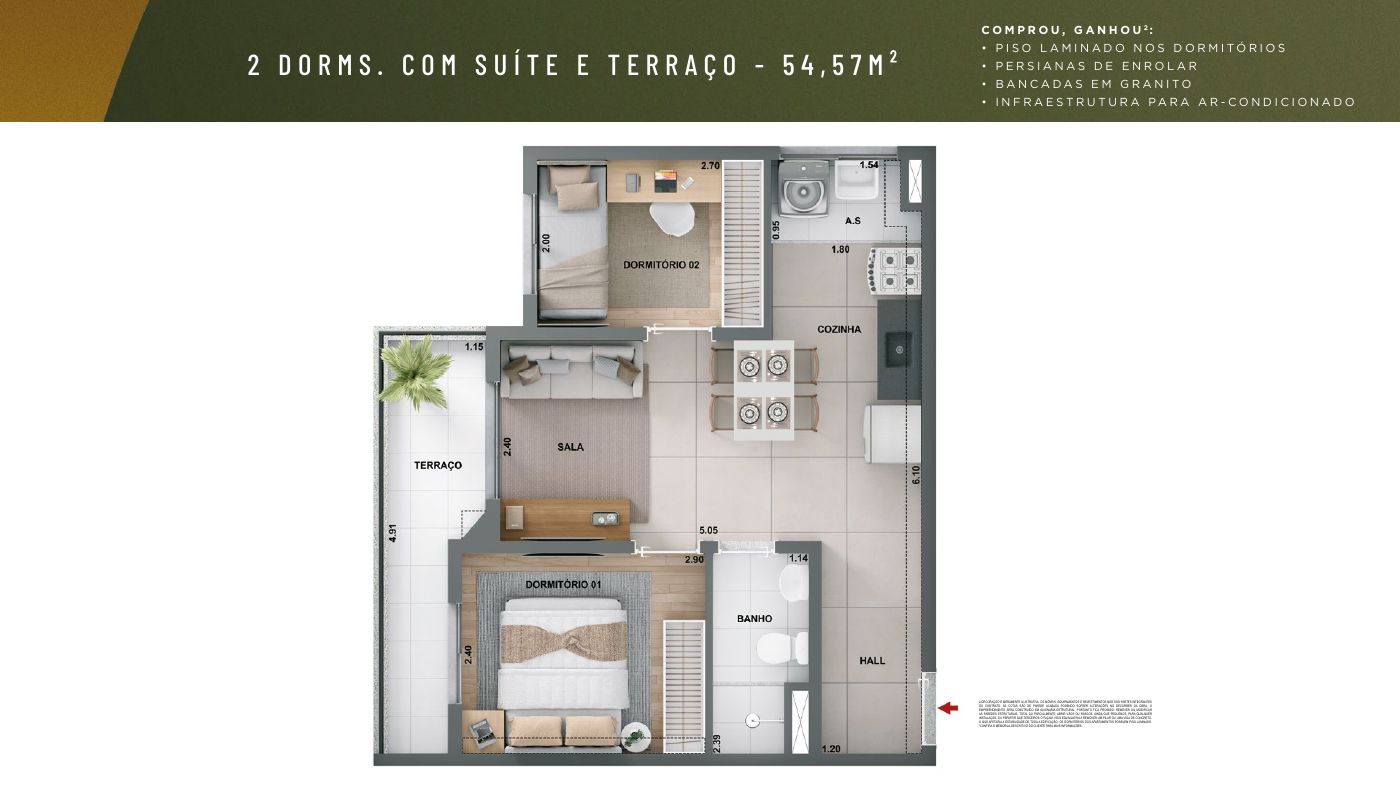 2 DORMS. COM SUÍTE E TERRAÇO - 54,57M²
COMPROU, GANHOU²:
• PISO LAMINADO NOS DORMITÓRIOS
• PERSIANAS DE ENROLAR
• BANCADAS EM GRANITO
• INFRAESTRUTURA PARA AR-CONDICIONADO
2.70
1.54
A.S
0.95
2.00
1.80
DORMITÓRIO 02
COZINHA
1.15
2.40
SALA
TERRAÇO
6.10
4.91
5.05
2.90
1.14
DORMITÓRIO 01
BANHO
2.40
HALL
2.39
1.20